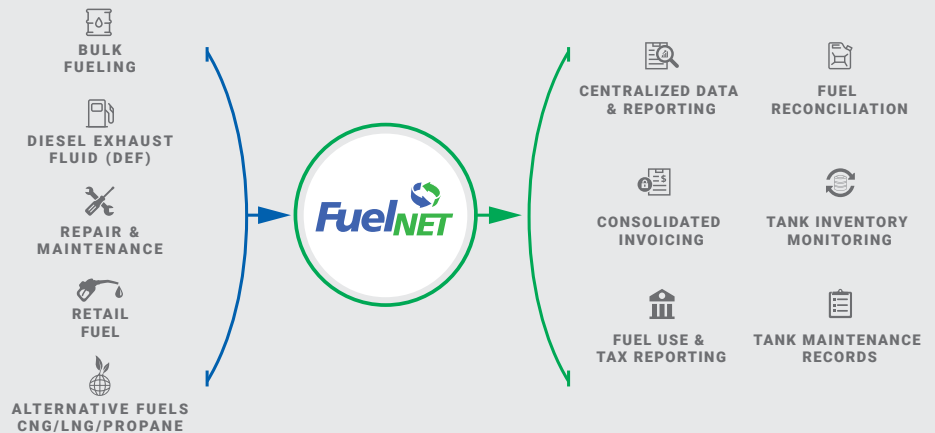 BULK
FUELING
DIESEL EXHAUST
FLUID (DEF)
REPAIR &
MAINTENANCE
RETAIL
FUEL
ALTERNATIVE FUELS
CNG/LNG/PROPANE
FuelNET
CENTRALIZED DATA
& REPORTING
FUEL
RECONCILIATION
$
CONSOLIDATED
INVOICING
TANK INVENTORY
MONITORING
FUEL USE &
TAX REPORTING
TANK MAINTENANCE
RECORDS